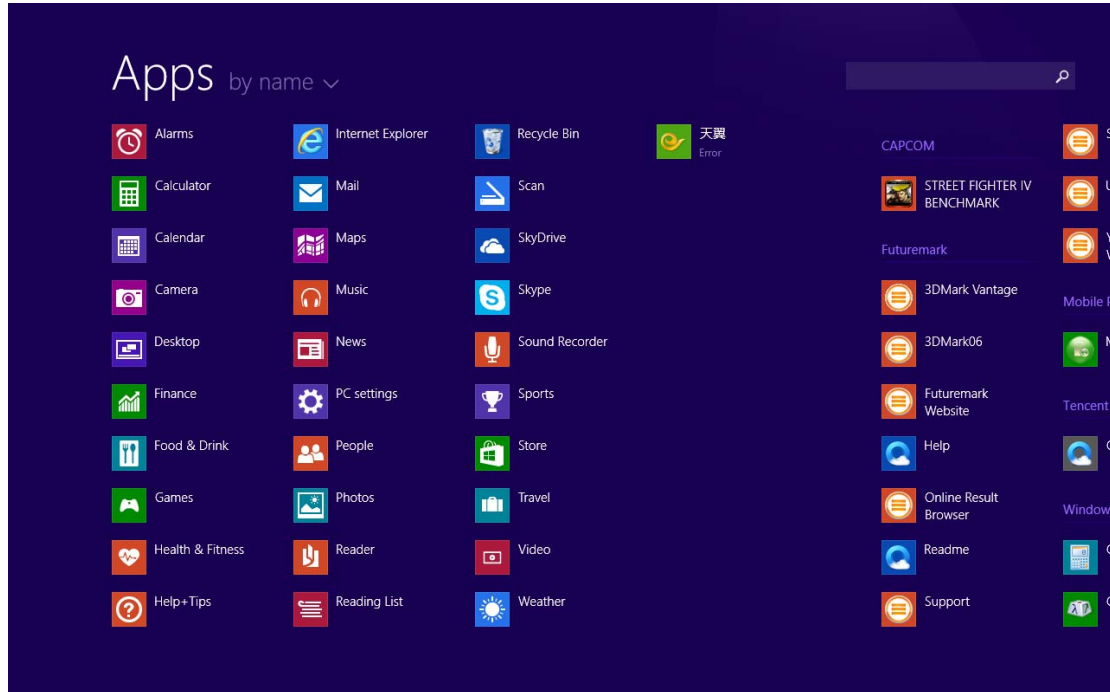 Apps by name
Alarms
Calculator
Calendar
Camera
Desktop
Finance
Food & Drink
Games
Health & Fitness
Help+Tips
Internet Explorer
Mail
Maps
Music
News
PC settings
People
Photos
Reader
Reading List
Recycle Bin
Scan
SkyDrive
Skype
Sound Recorder
Sports
Store
Travel
Video
Weather
天翼
Error
CAPCOM
STREET FIGHTER IV
BENCHMARK
Futuremark
3DMark Vantage
3DMark06
Futuremark
Website
Help
Online Result
Browser
Readme
Support
Mobile
Tencent
Window